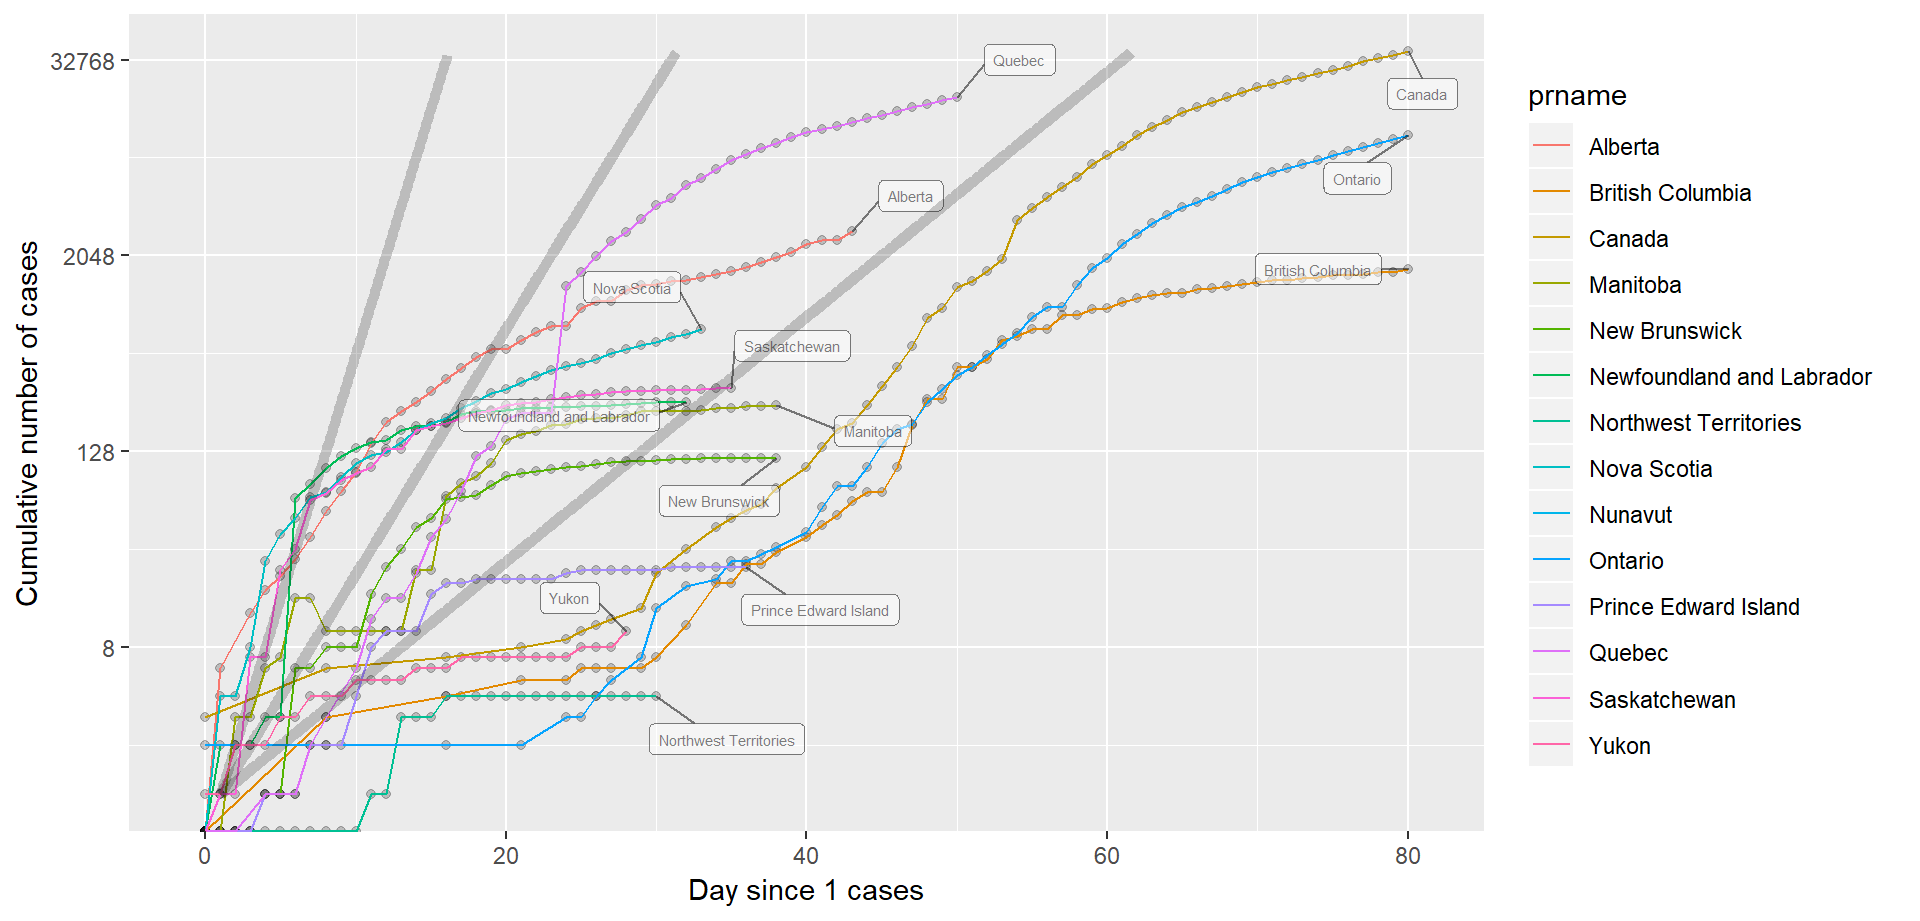 Cumulative number of cases
32768
2048
128
8
0
20
40
60
80
Day since 1 cases
Quebec
Canada
Ontario
Alberta
British Columbia
Nova Scotia
Saskatchewan
Newfoundland and Labrador
Manitoba
New Brunswick
Yukon
Prince Edward Island
Northwest Territories
prname
Alberta
British Columbia
Canada
Manitoba
New Brunswick
Newfoundland and Labrador
Northwest Territories
Nova Scotia
Nunavut
Ontario
Prince Edward Island
Quebec
Saskatchewan
Yukon